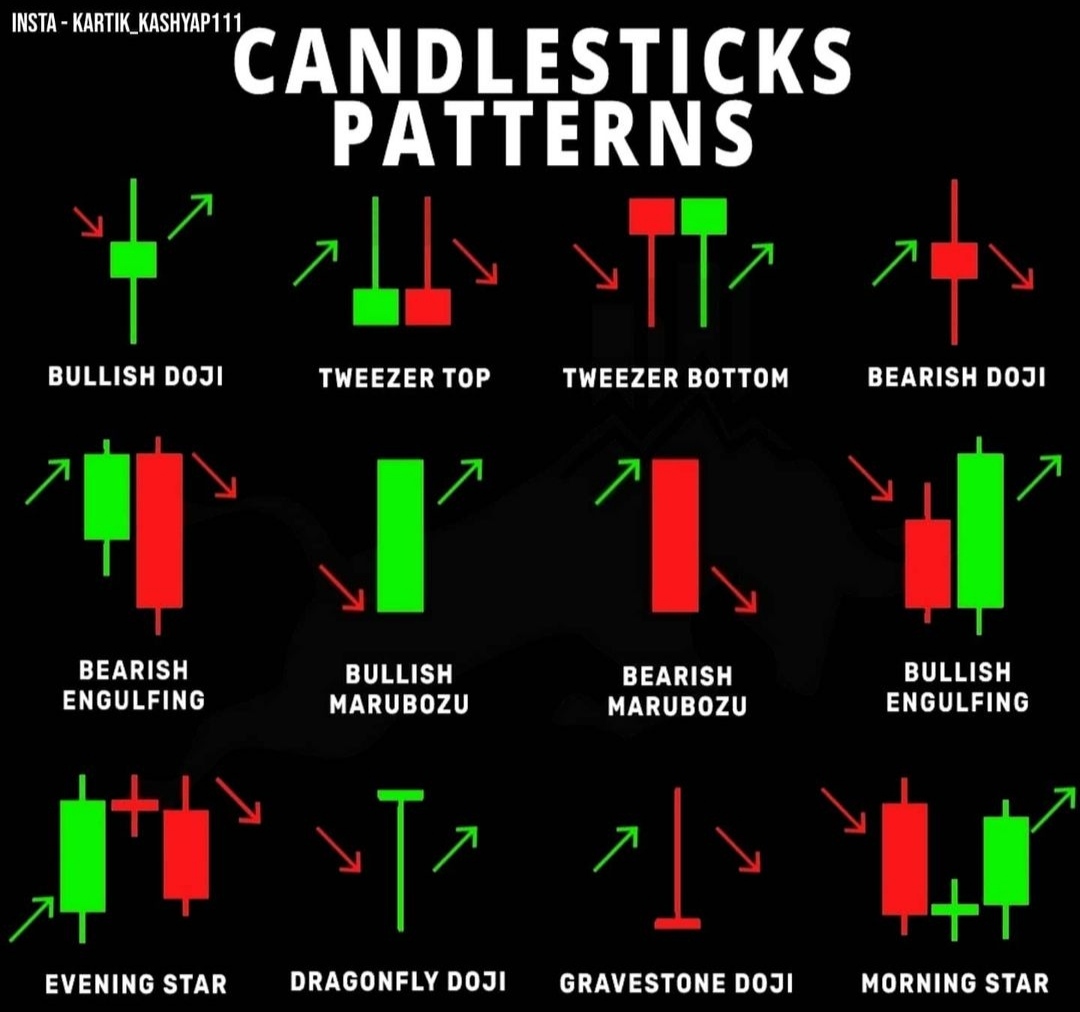 INSTA - KARTIK_KASHYAP111
CANDLESTICKS
PATTERNS
BULLISH DOJI
TWEEZER TOP
TWEEZER BOTTOM
BEARISH DOJI
BEARISH
ENGULFING
BULLISH
MARUBOZU
BEARISH
MARUBOZU
BULLISH
ENGULFING
EVENING STAR
DRAGONFLY DOJI
GRAVESTONE DOJI
MORNING STAR